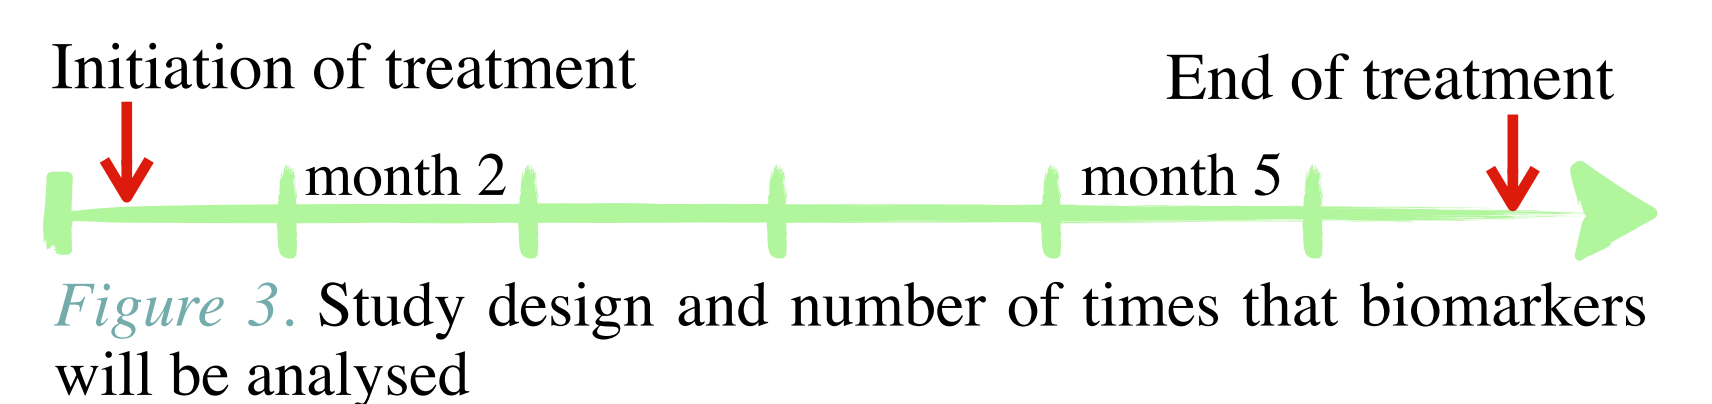 Initiation of treatment
End of treatment
month 2
month 5
Figure 3. Study design and number of times that biomarkers
will be analysed